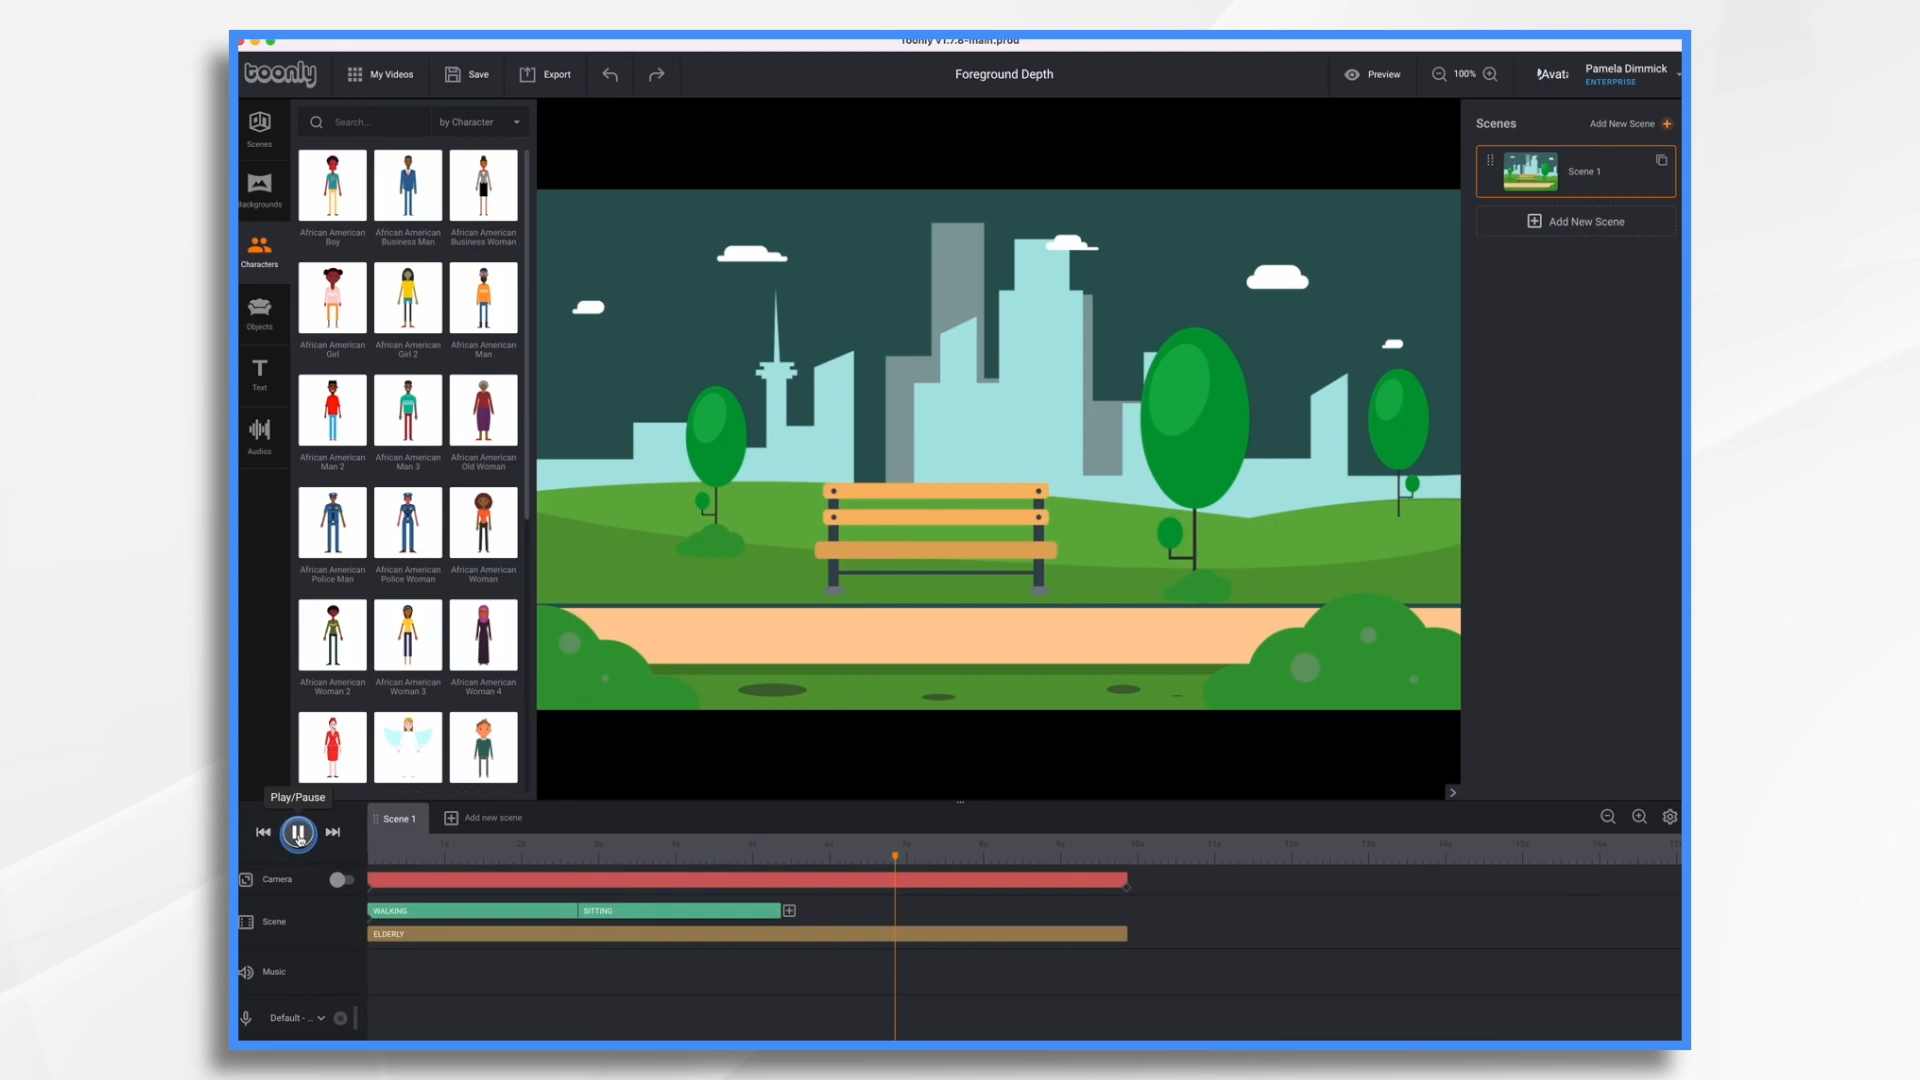 Toonly v1.7.8-main.prod
toonly
My Videos
Save
Export
Foreground Depth
Preview
100%
Avata
Pamela Dimmick
ENTERPRISE
Scenes
Backgrounds
Characters
Objects
Text
Audios
Search...
by Character
African American
Boy
African American
Business Man
African American
Business Woman
African American
Girl
African American
Girl 2
African American
Man
African American
Man 2
African American
Man 3
African American
Old Woman
African American
Police Man
African American
Police Woman
African American
Woman
African American
Woman 2
African American
Woman 3
African American
Woman 4
Scenes
Add New Scene
Scene 1
Add New Scene
Play/Pause
Scene 1
Add new scene
1s 2s 3s 4s 5s 6s 7s 8s 9s 10s 11s 12s 13s 14s 15s 16s 17s
Camera
Scene
WALKING
SITTING
ELDERLY
Music
Default - ...